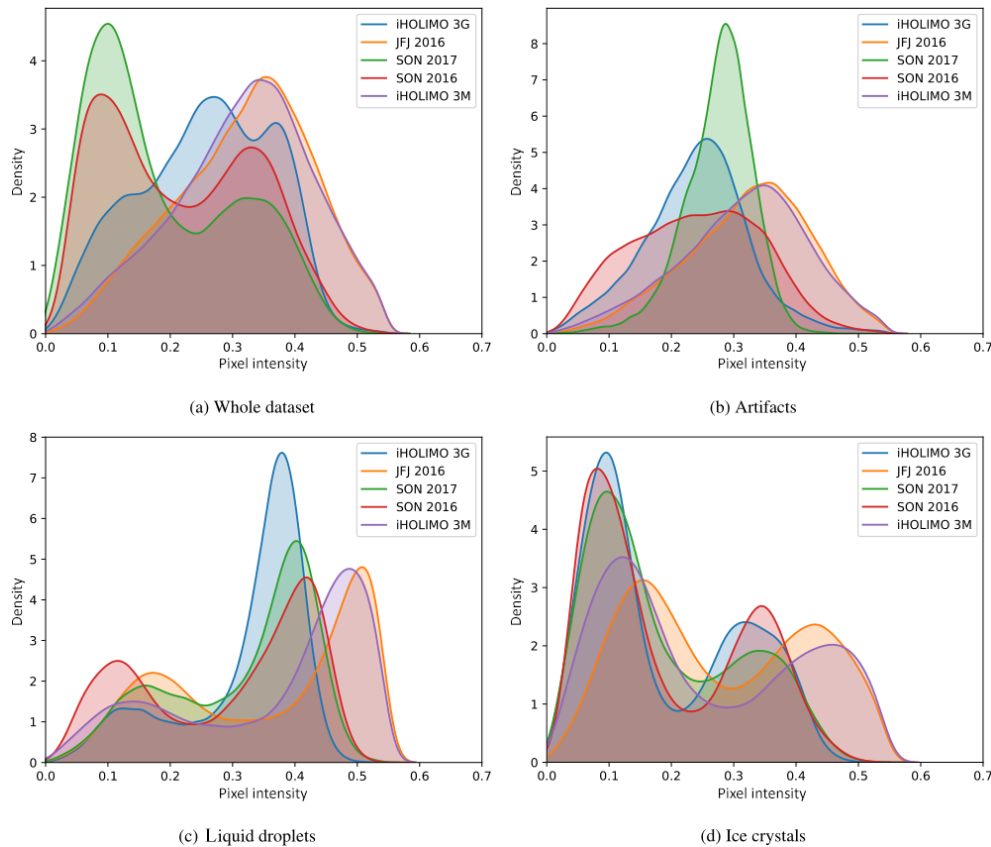 4
3
2
1
0
Density
0.0 0.1 0.2 0.3 0.4 0.5 0.6 0.7
Pixel intensity
iHOLIMO 3G
JFJ 2016
SON 2017
SON 2016
iHOLIMO 3M
(a) Whole dataset
8
7
6
5
4
3
2
1
0
Density
0.0 0.1 0.2 0.3 0.4 0.5 0.6 0.7
Pixel intensity
iHOLIMO 3G
JFJ 2016
SON 2017
SON 2016
iHOLIMO 3M
(b) Artifacts
8
7
6
5
4
3
2
1
0
Density
0.0 0.1 0.2 0.3 0.4 0.5 0.6 0.7
Pixel intensity
iHOLIMO 3G
JFJ 2016
SON 2017
SON 2016
iHOLIMO 3M
(c) Liquid droplets
5
4
3
2
1
0
Density
0.0 0.1 0.2 0.3 0.4 0.5 0.6 0.7
Pixel intensity
iHOLIMO 3G
JFJ 2016
SON 2017
SON 2016
iHOLIMO 3M
(d) Ice crystals